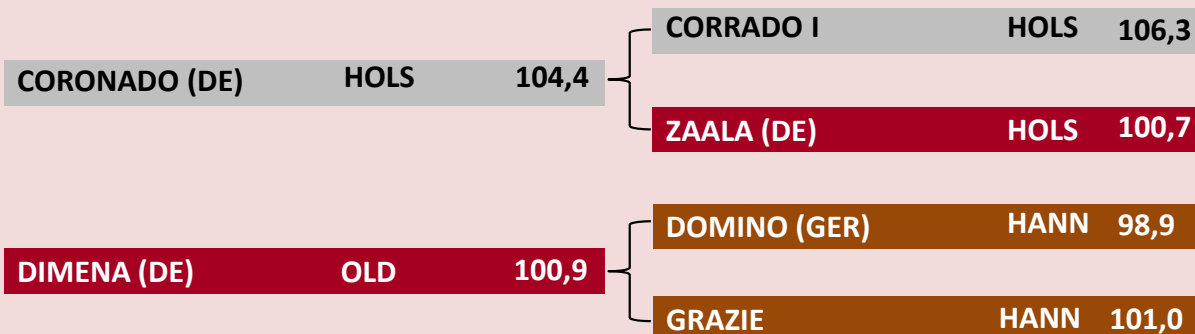 CORRADO I HOLS 106,3
CORONADO (DE) HOLS 104,4
ZAALA (DE) HOLS 100,7
DOMINO (GER) HANN 98,9
DIMENA (DE) OLD 100,9
GRAZIE HANN 101,0